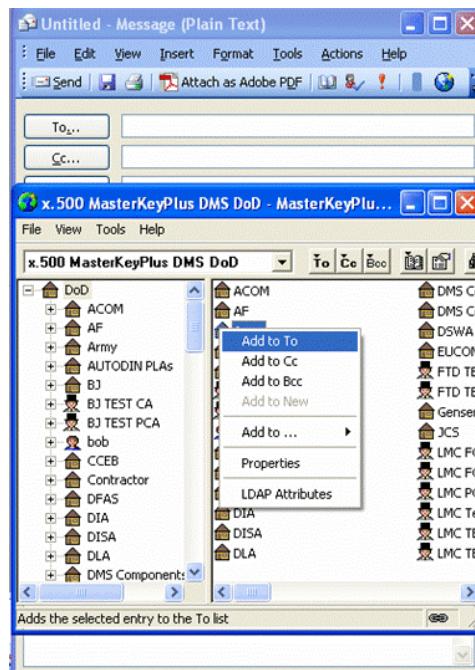 Untitled - Message (Plain Text)
File Edit View Insert Format Tools Actions Help
Send Attach as Adobe PDF
To...
Cc...
x.500 MasterKeyPlus DMS DoD - MasterKeyPlu...
File View Tools Help
x.500 MasterKeyPlus DMS DoD To Cc Bcc
DoD
ACOM
AF
Army
AUTODIN PLAs
BJ
BJ TEST CA
BJ TEST PCA
bob
CCEB
Contractor
DFAS
DIA
DISA
DLA
DMS Components
ACOM
AF
Add to To
Add to Cc
Add to Bcc
Add to New
Add to ...
Properties
LDAP Attributes
DIA
DISA
DLA
DMS C
DMS C
DSWA
EUCOM
FTD TE
FTD TE
Genser
JCS
LMC FO
LMC FO
LMC PC
LMC Te
LMC TE
LMC TE
Adds the selected entry to the To list